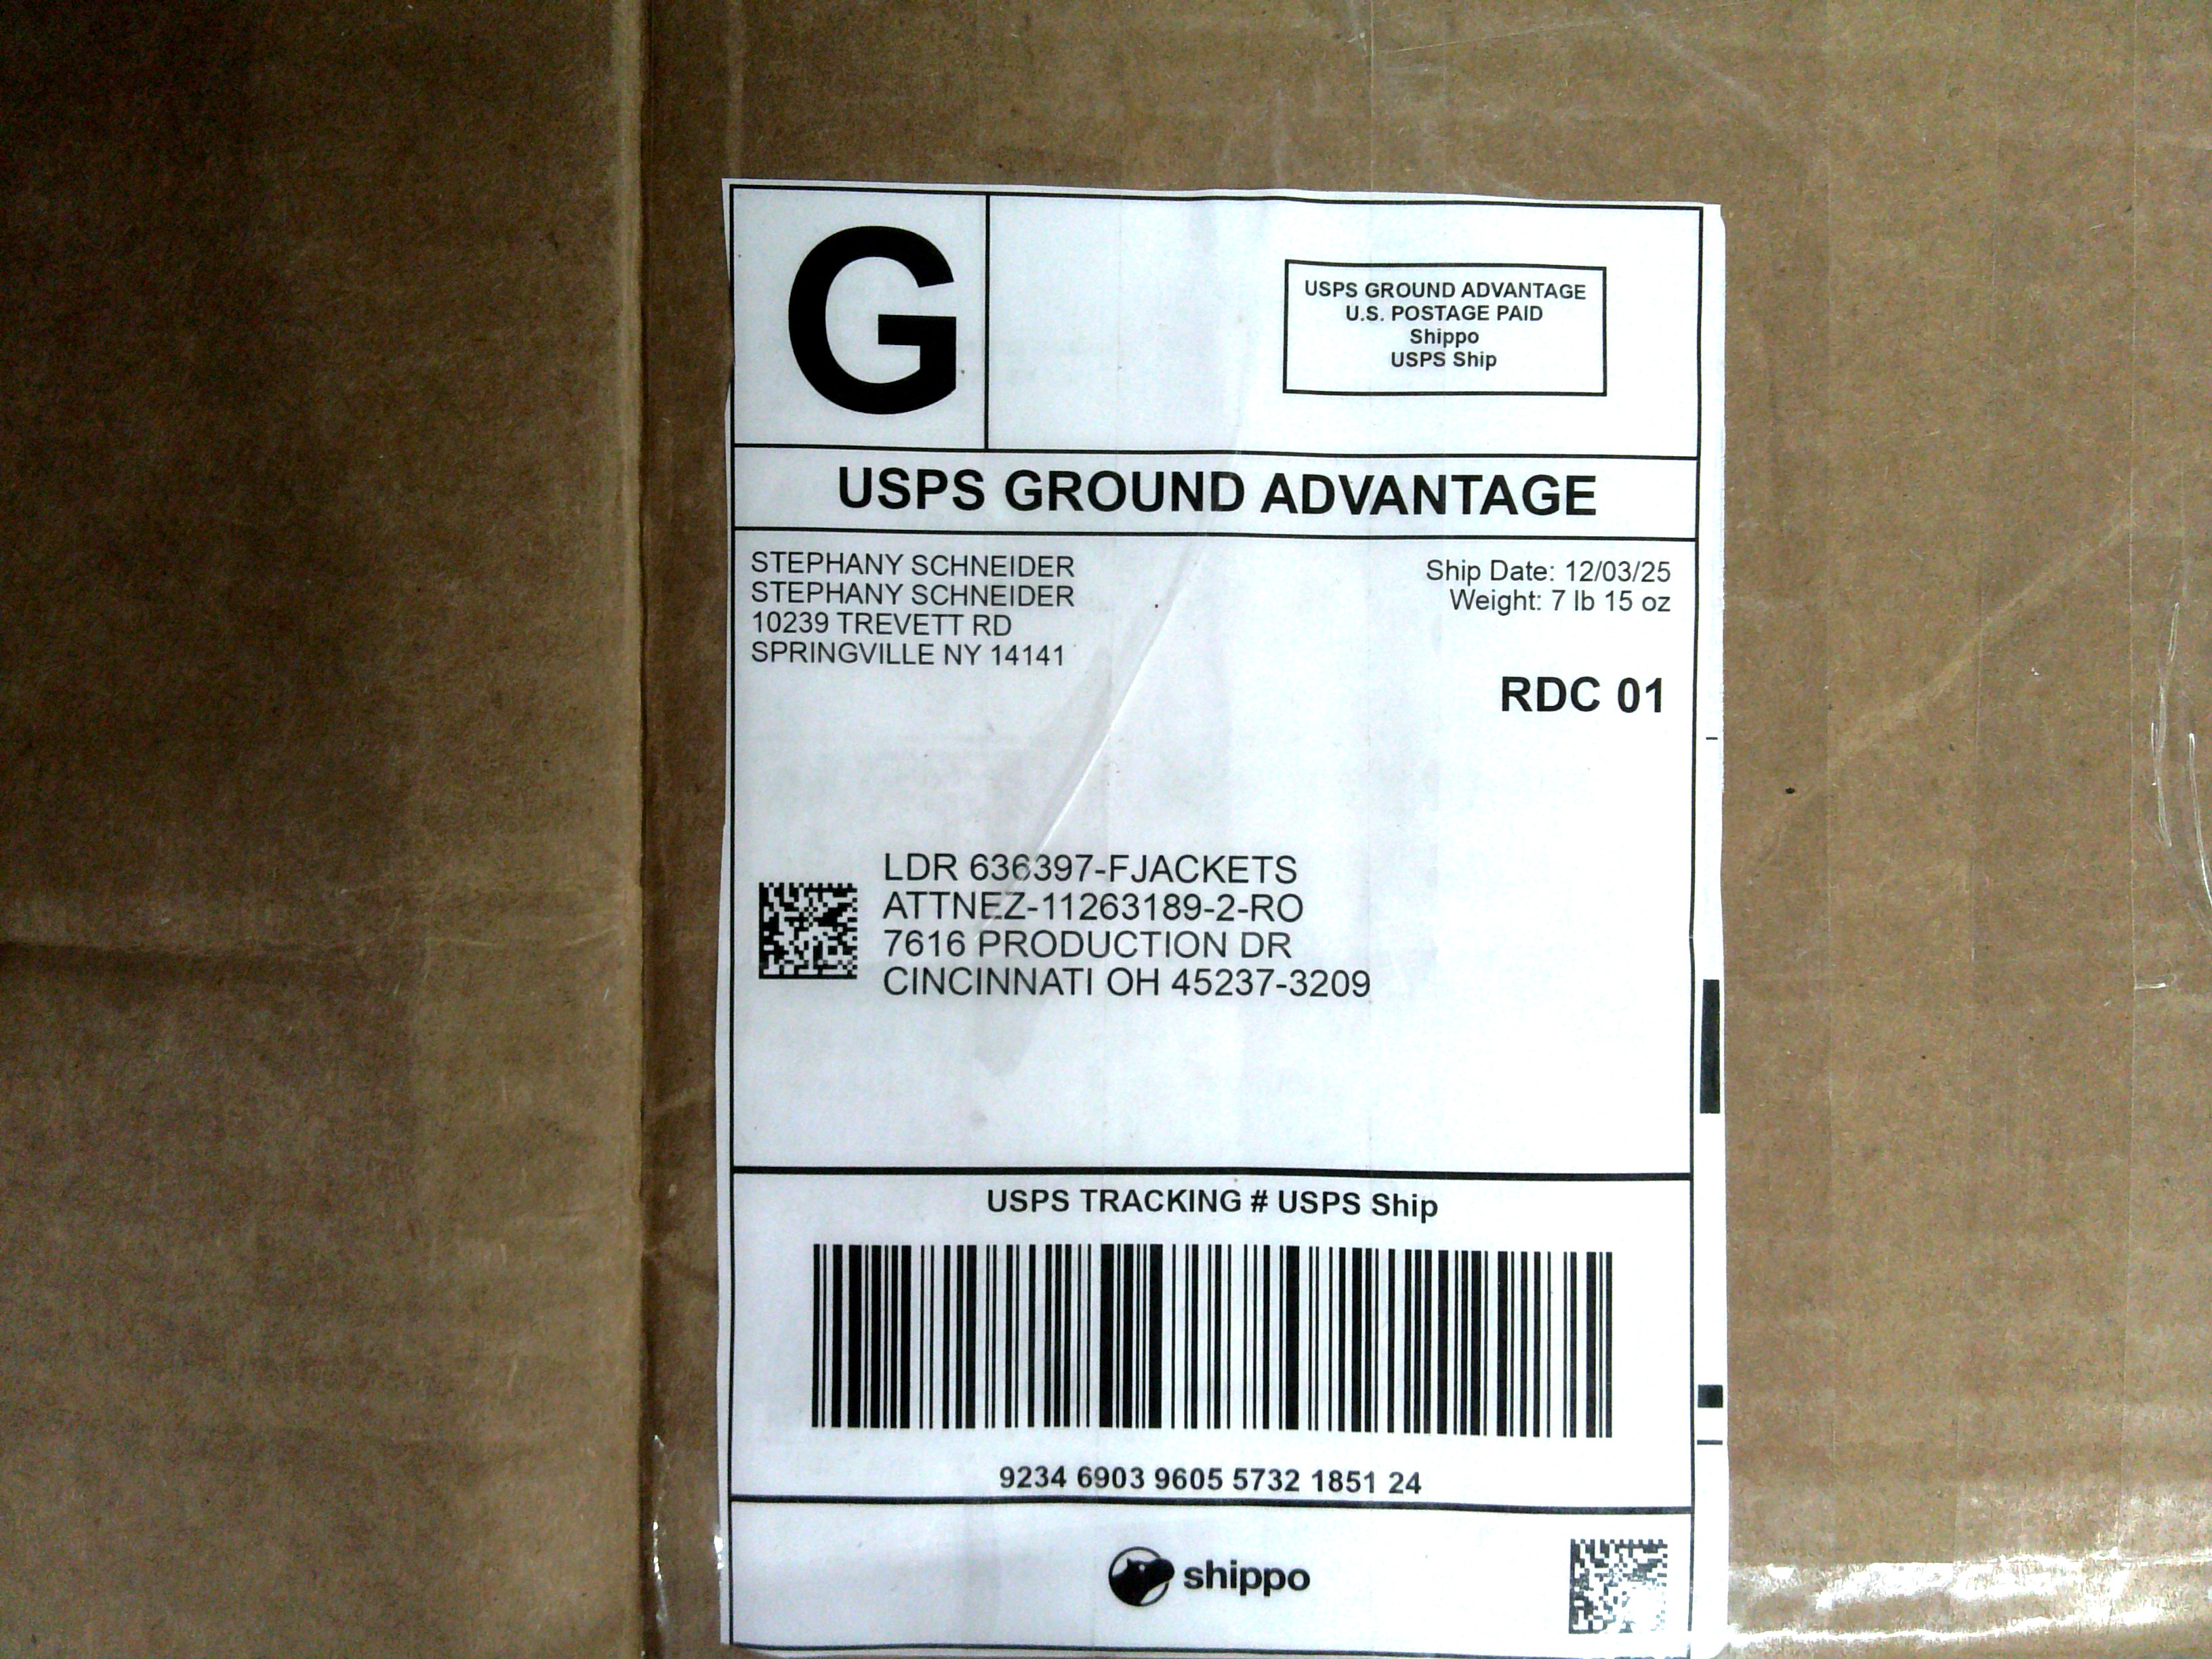 G
USPS GROUND ADVANTAGE
U.S. POSTAGE PAID
Shippo
USPS Ship
USPS GROUND ADVANTAGE
STEPHANY SCHNEIDER
STEPHANY SCHNEIDER
10239 TREVETT RD
SPRINGVILLE NY 14141
Ship Date: 12/03/25
Weight: 7 lb 15 oz
RDC 01
LDR 636397-FJACKETS
ATTNEZ-11263189-2-RO
7616 PRODUCTION DR
CINCINNATI OH 45237-3209
USPS TRACKING # USPS Ship
9234 6903 9605 5732 1851 24
shippo